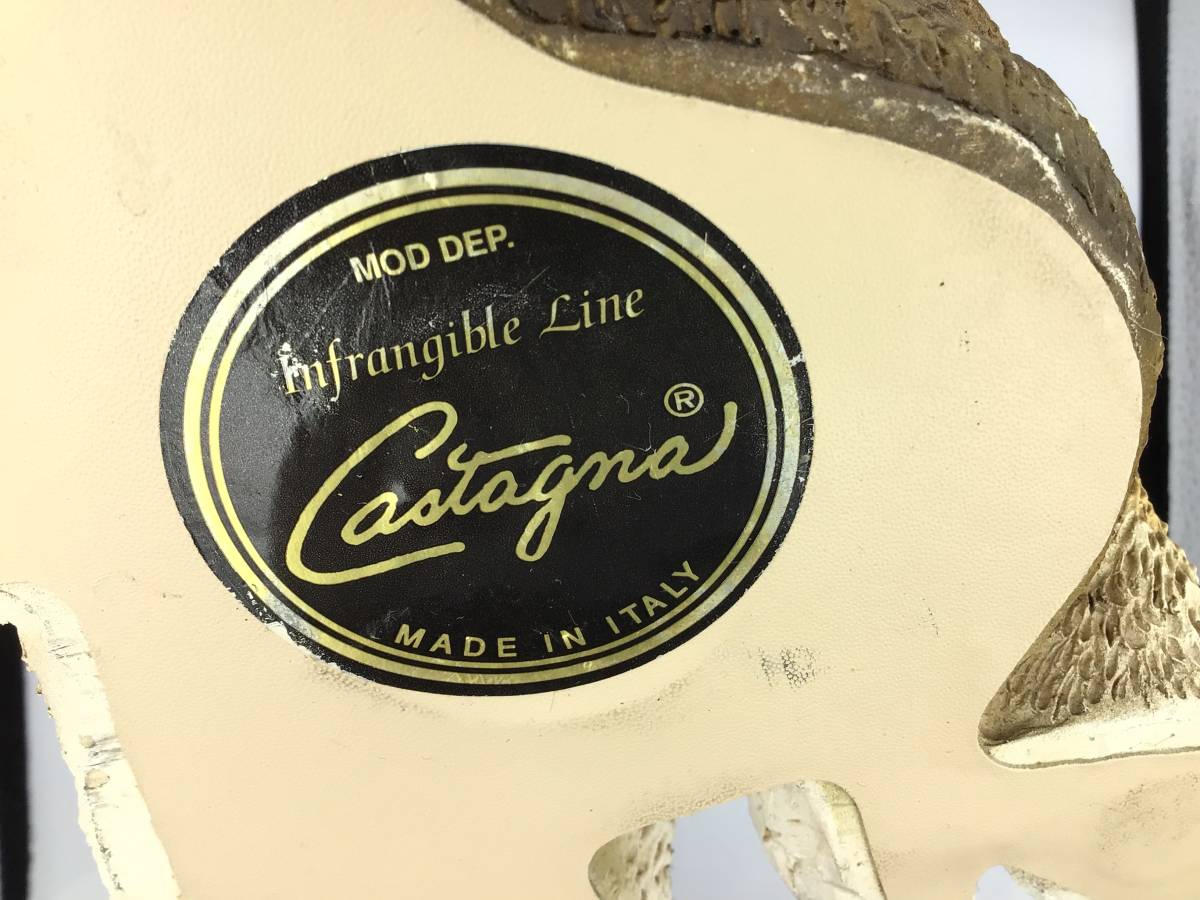 MOD DEP.
Infrangible Line
Castagna®
MADE IN ITALY